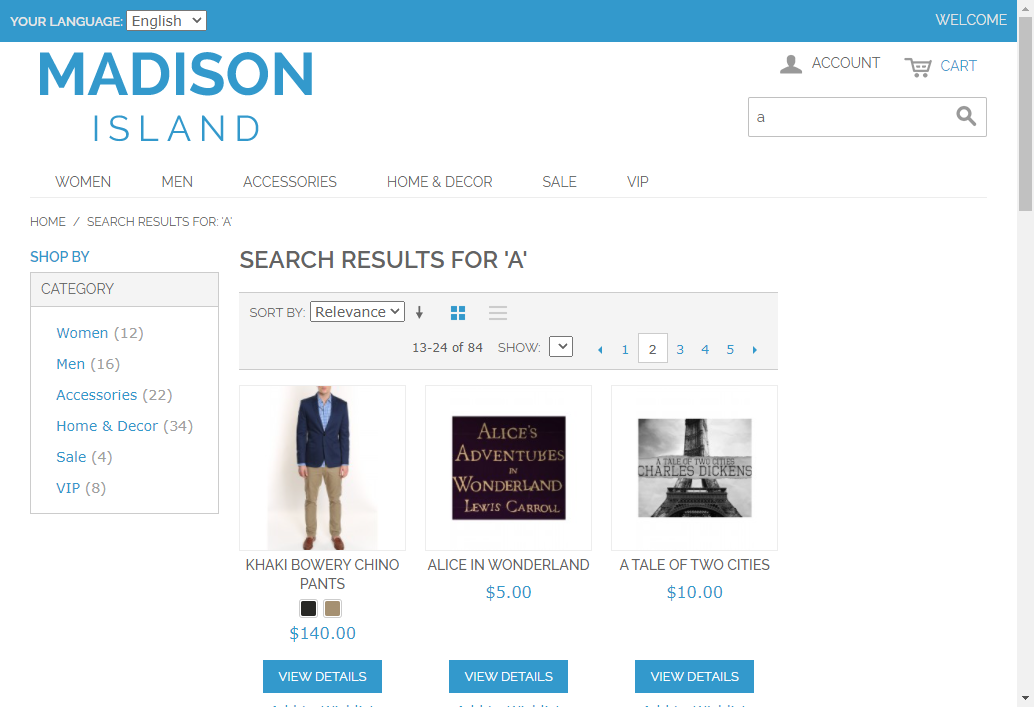 YOUR LANGUAGE: English
WELCOME
MADISON
ISLAND
ACCOUNT
CART
a
WOMEN MEN ACCESSORIES HOME & DECOR SALE VIP
HOME / SEARCH RESULTS FOR: 'A'
SHOP BY
CATEGORY
Women (12)
Men (16)
Accessories (22)
Home & Decor (34)
Sale (4)
VIP (8)
SEARCH RESULTS FOR 'A'
SORT BY: Relevance
13-24 of 84 SHOW: 1 2 3 4 5
ALICE'S
ADVENTURES
IN
WONDERLAND
LEWIS CARROLL
A TALE OF TWO CITIES
CHARLES DICKENS
KHAKI BOWERY CHINO
PANTS
$140.00
VIEW DETAILS
ALICE IN WONDERLAND
$5.00
VIEW DETAILS
A TALE OF TWO CITIES
$10.00
VIEW DETAILS